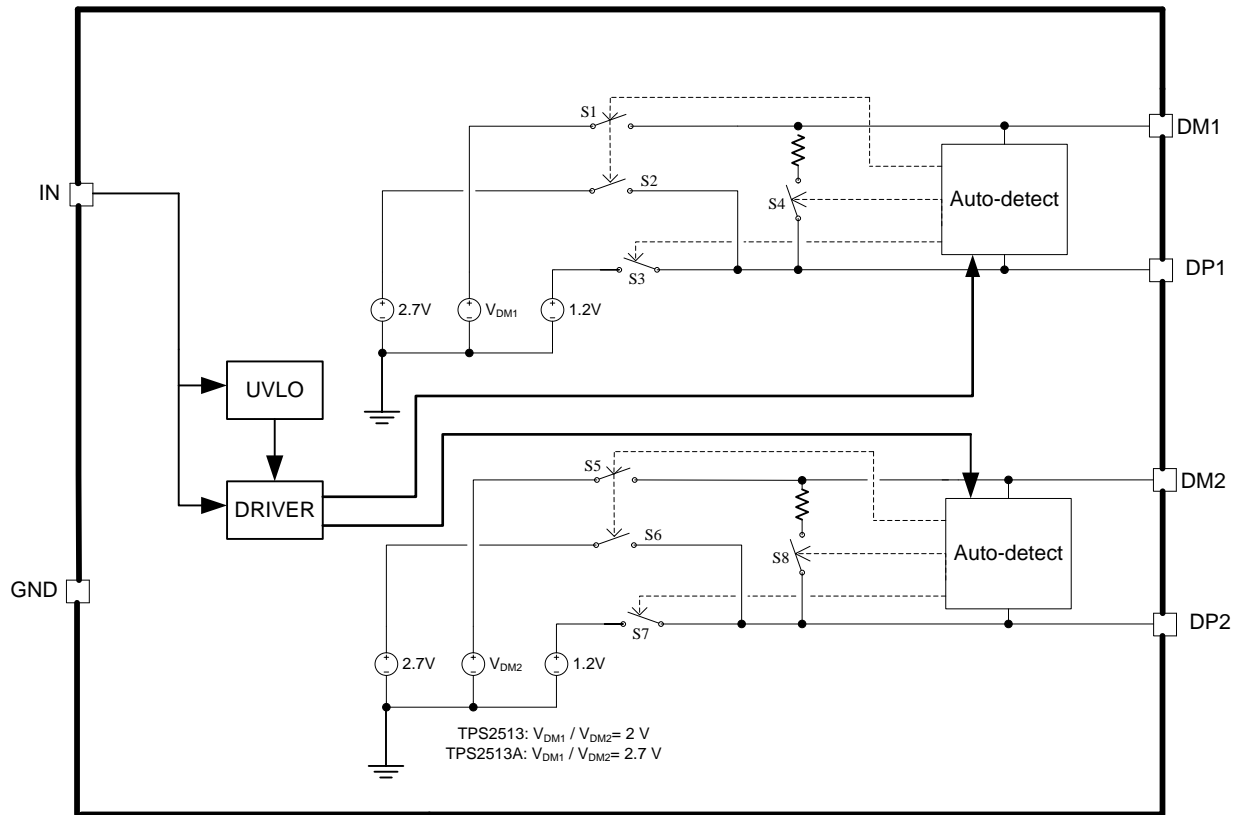 DM1
S1
S2
IN
Auto-detect
S4
S3
DP1
+
-
2.7V
+
-
VDM1
+
-
1.2V
UVLO
DRIVER
S5
DM2
S6
S8
Auto-detect
GND
DP2
S7
+
-
2.7V
+
-
VDM2
+
-
1.2V
TPS2513: VDM1 / VDM2= 2 V
TPS2513A: VDM1 / VDM2= 2.7 V